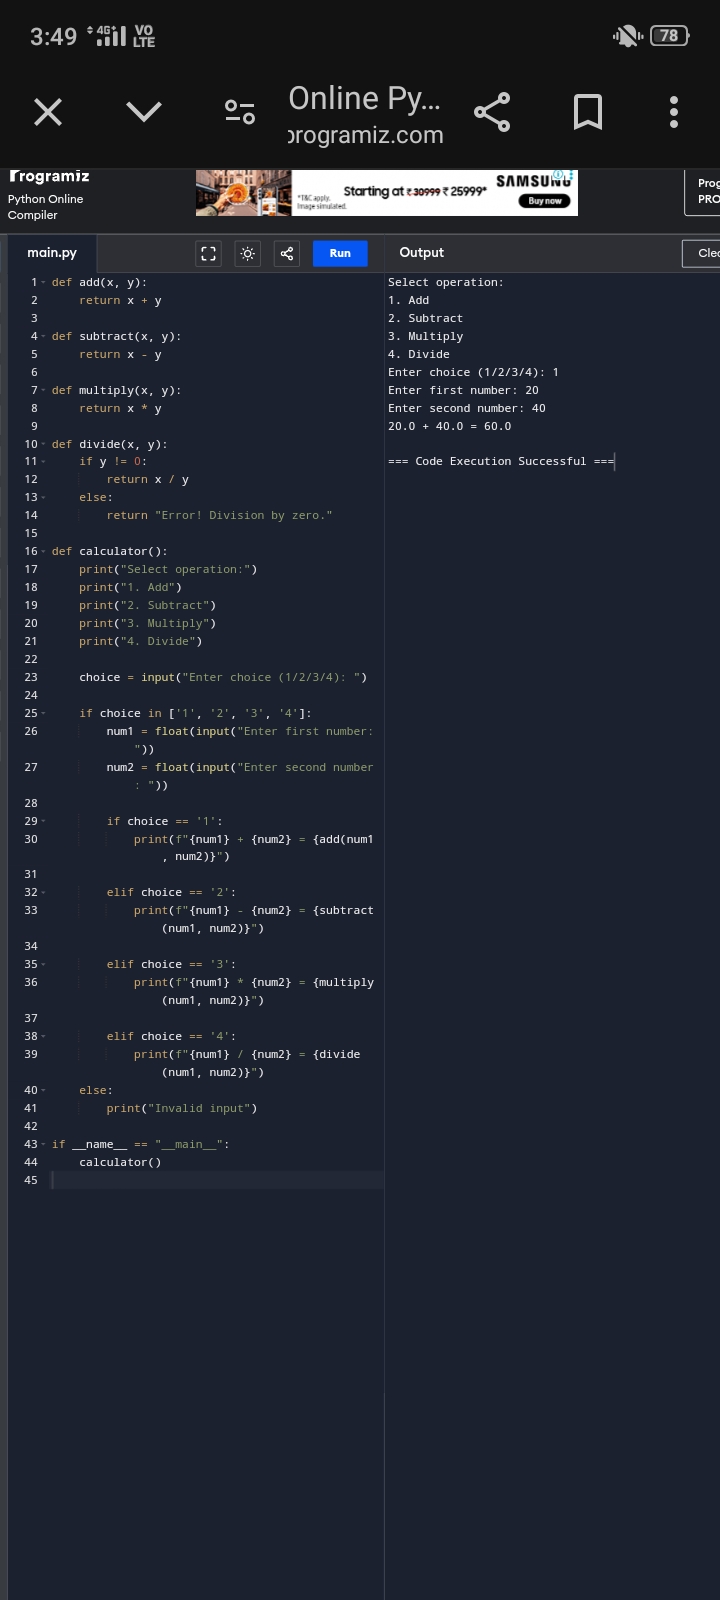 3:49 4G+ VO LTE 78
Online Py...
programiz.com
Programiz
Python Online
Compiler
*T&C apply.
Image simulated.
Starting at ₹ 30999 ₹ 25999*
SAMSUNG
Buy now
Prog
PRO
main.py
Run
Output
Clea
1 def add(x, y):
2     return x + y
3
4 def subtract(x, y):
5     return x - y
6
7 def multiply(x, y):
8     return x * y
9
10 def divide(x, y):
11     if y != 0:
12         return x / y
13     else:
14         return "Error! Division by zero."
15
16 def calculator():
17     print("Select operation:")
18     print("1. Add")
19     print("2. Subtract")
20     print("3. Multiply")
21     print("4. Divide")
22
23     choice = input("Enter choice (1/2/3/4): ")
24
25     if choice in ['1', '2', '3', '4']:
26         num1 = float(input("Enter first number:
"))
27         num2 = float(input("Enter second number
: "))
28
29         if choice == '1':
30             print(f"{num1} + {num2} = {add(num1
, num2)}")
31
32         elif choice == '2':
33             print(f"{num1} - {num2} = {subtract
(num1, num2)}")
34
35         elif choice == '3':
36             print(f"{num1} * {num2} = {multiply
(num1, num2)}")
37
38         elif choice == '4':
39             print(f"{num1} / {num2} = {divide
(num1, num2)}")
40     else:
41         print("Invalid input")
42
43 if __name__ == "__main__":
44     calculator()
45
Select operation:
1. Add
2. Subtract
3. Multiply
4. Divide
Enter choice (1/2/3/4): 1
Enter first number: 20
Enter second number: 40
20.0 + 40.0 = 60.0
=== Code Execution Successful ===